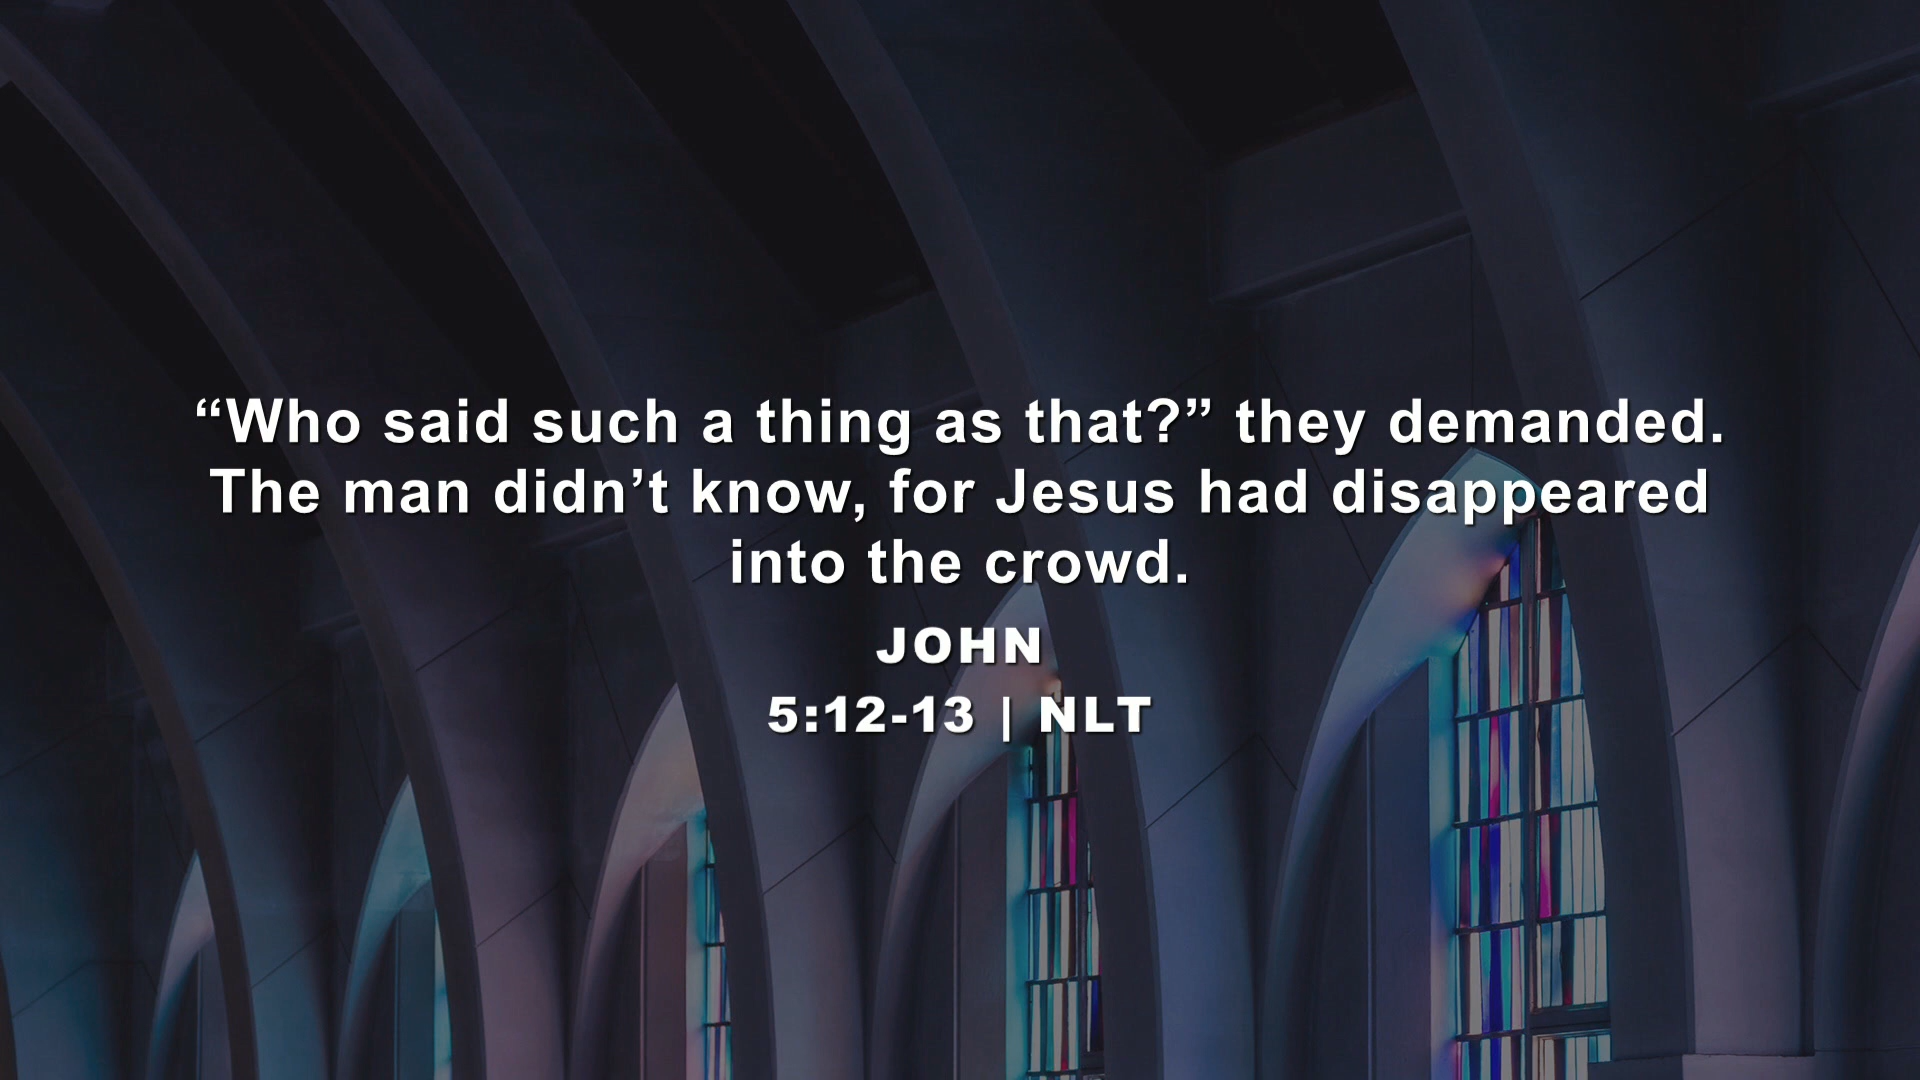 “Who said such a thing as that?” they demanded.
The man didn’t know, for Jesus had disappeared
into the crowd.
JOHN
5:12-13 | NLT